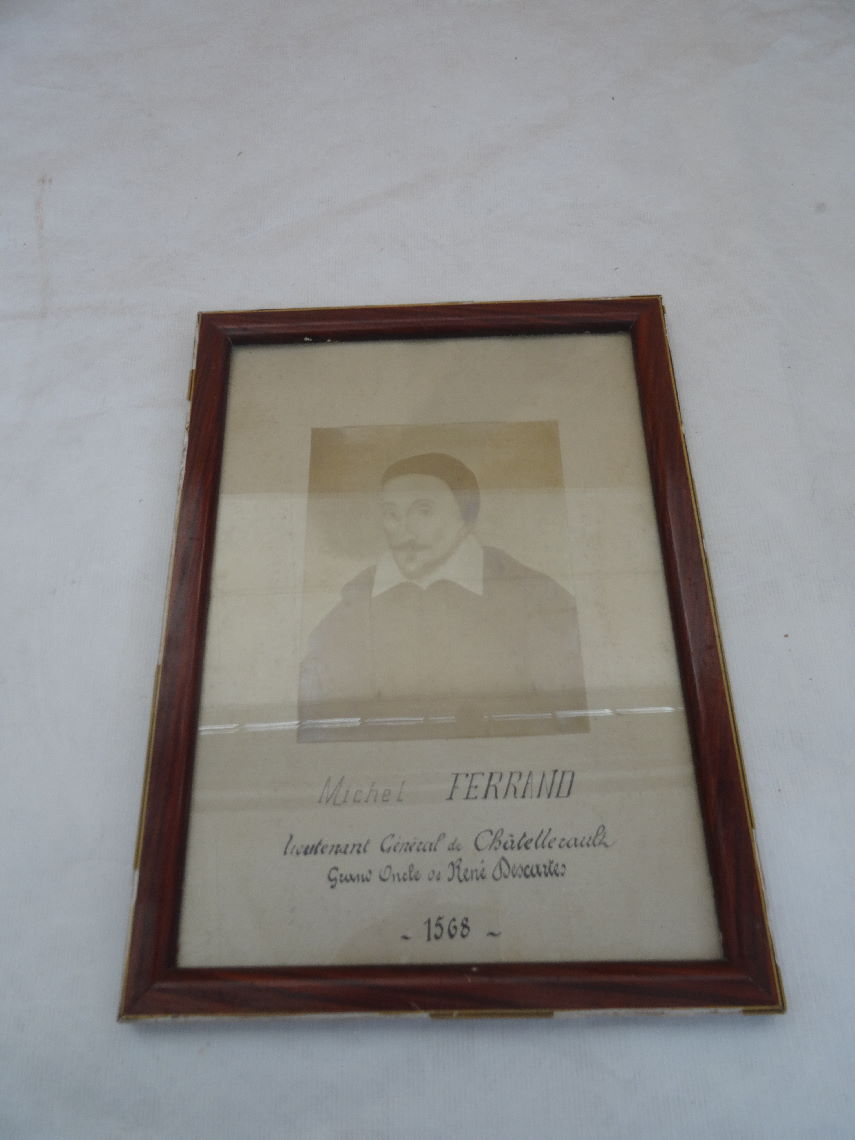 Michel FERRAND
Lieutenant Général de Châtellerault
Grand Oncle de René Descartes
~ 1568 ~